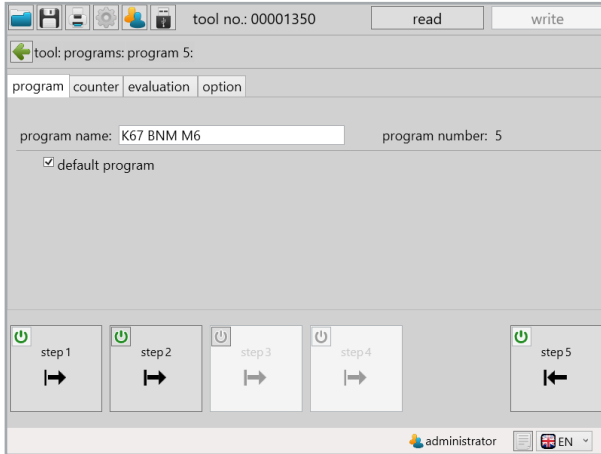 tool no.: 00001350 read write
tool: programs: program 5:
program counter evaluation option
program name: K67 BNM M6 program number: 5
default program
step 1 step 2 step 3 step 4 step 5
administrator EN